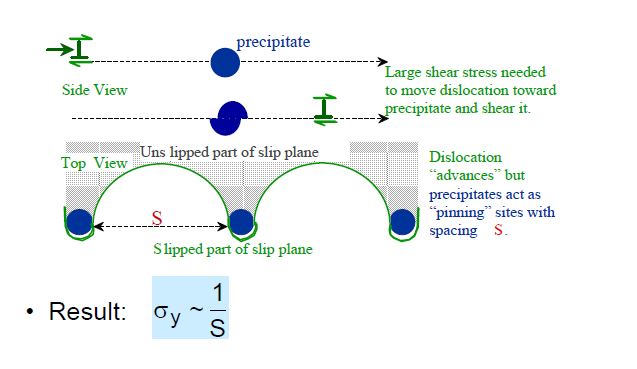 precipitate
Large shear stress needed
to move dislocation toward
precipitate and shear it.
Side View
Top View
Uns lipped part of slip plane
Dislocation
“advances” but
precipitates act as
“pinning” sites with
spacing S.
S
Slipped part of slip plane
• Result: σy ~ 1/S